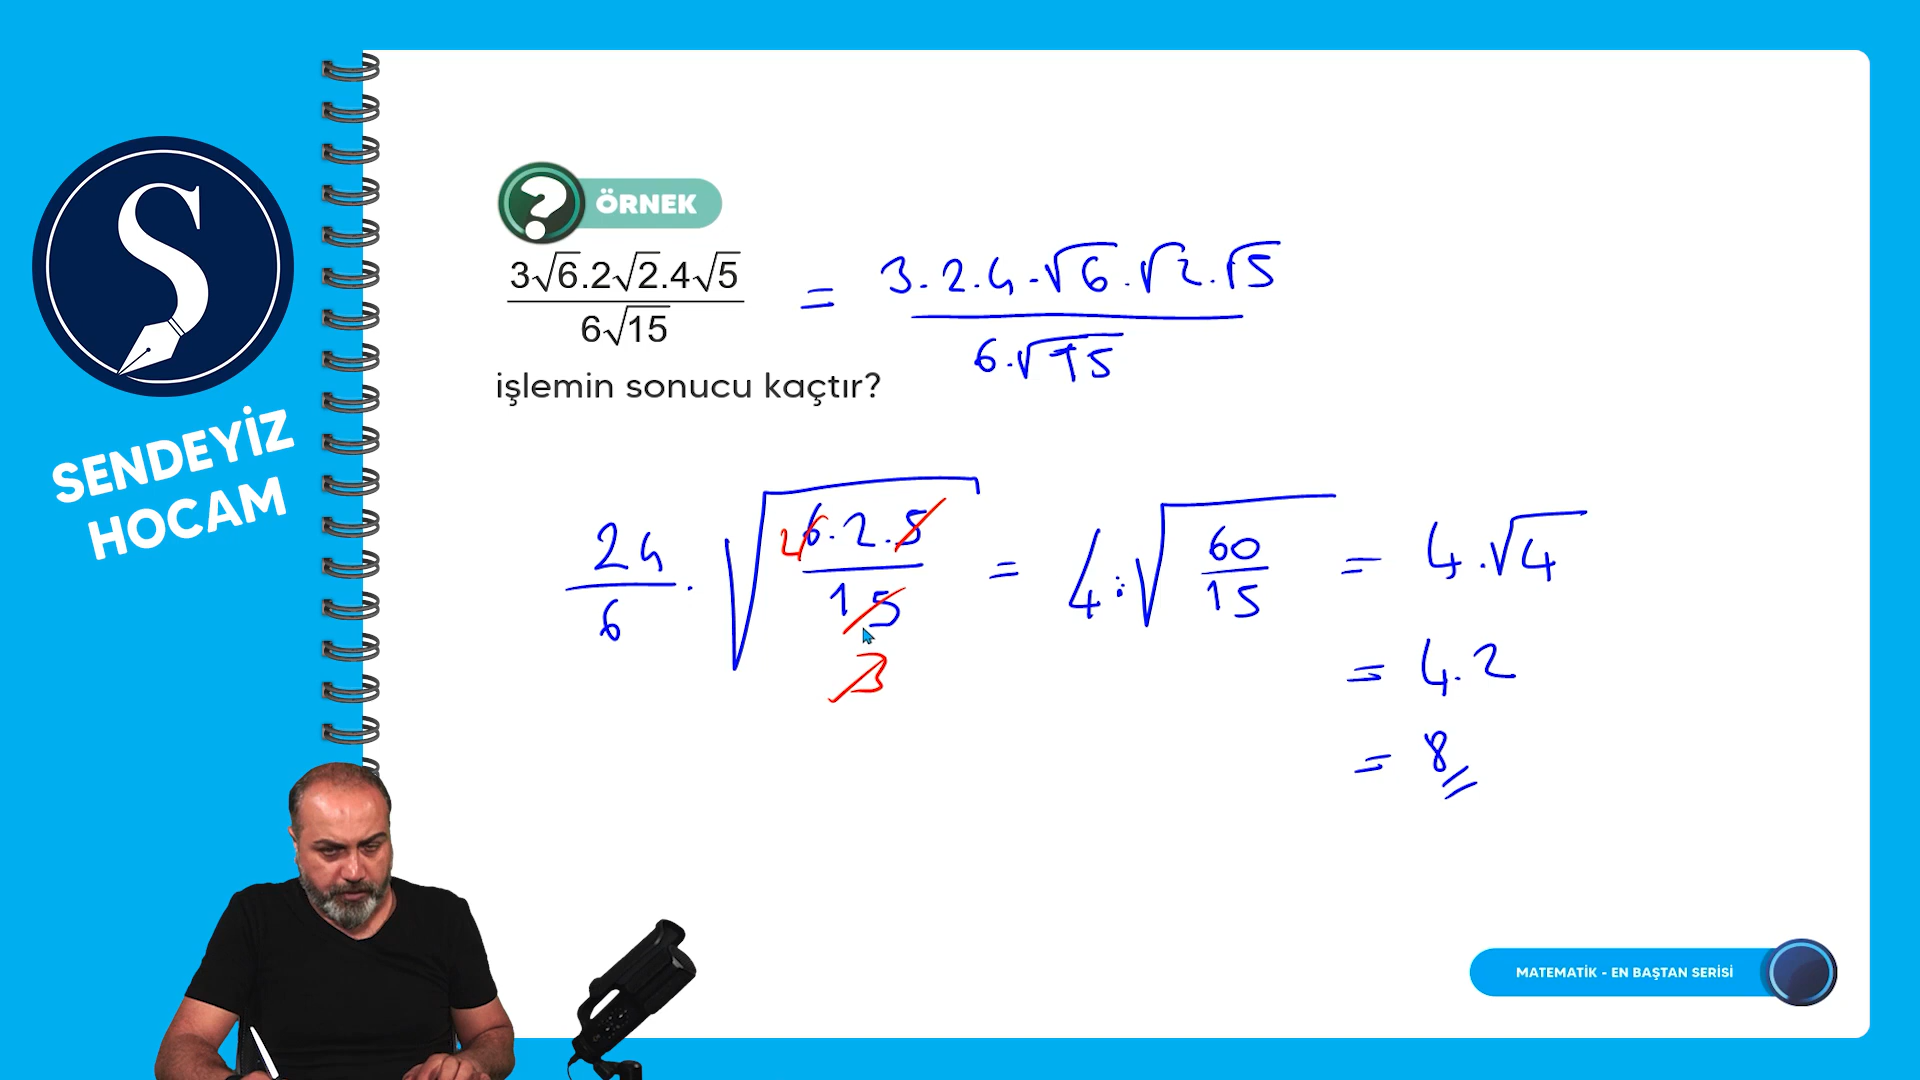 SENDEYİZ
HOCAM
? ÖRNEK
3√6.2√2.4√5 / 6√15 = 3.2.4.√6.√2.√5 / 6.√15
işlemin sonucu kaçtır?
24/6 . √(6.2.5 / 15) = 4 . √(60/15) = 4.√4
2
3
= 4.2
= 8
MATEMATİK - EN BAŞTAN SERİSİ